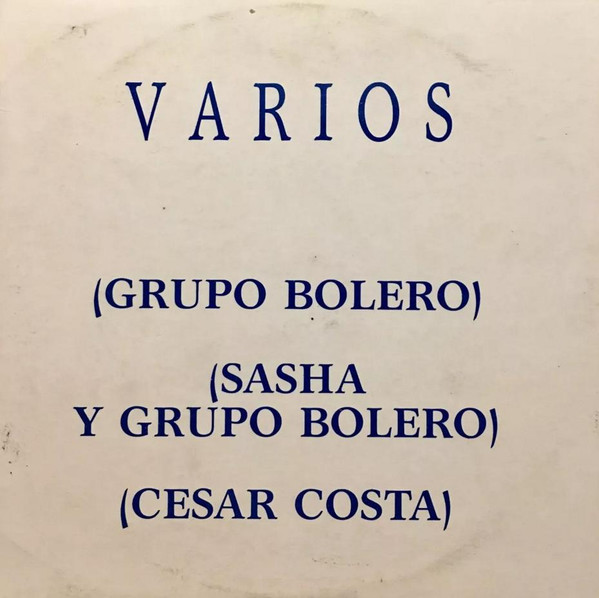 VARIOS
(GRUPO BOLERO)
(SASHA
Y GRUPO BOLERO)
(CESAR COSTA)